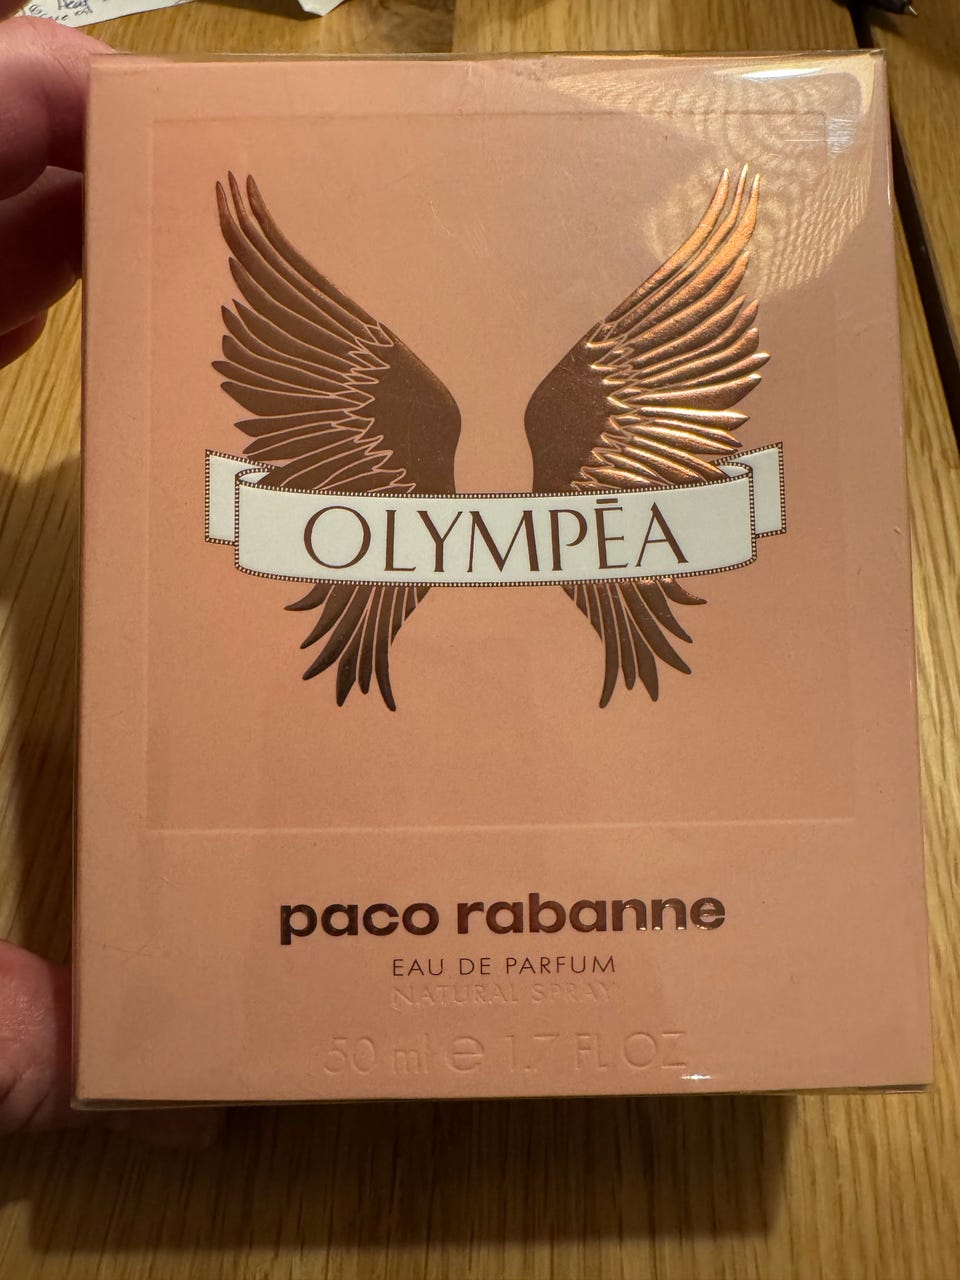 OLYMPĒA
paco rabanne
EAU DE PARFUM
NATURAL SPRAY
50 ml ℮ 1.7 FL OZ